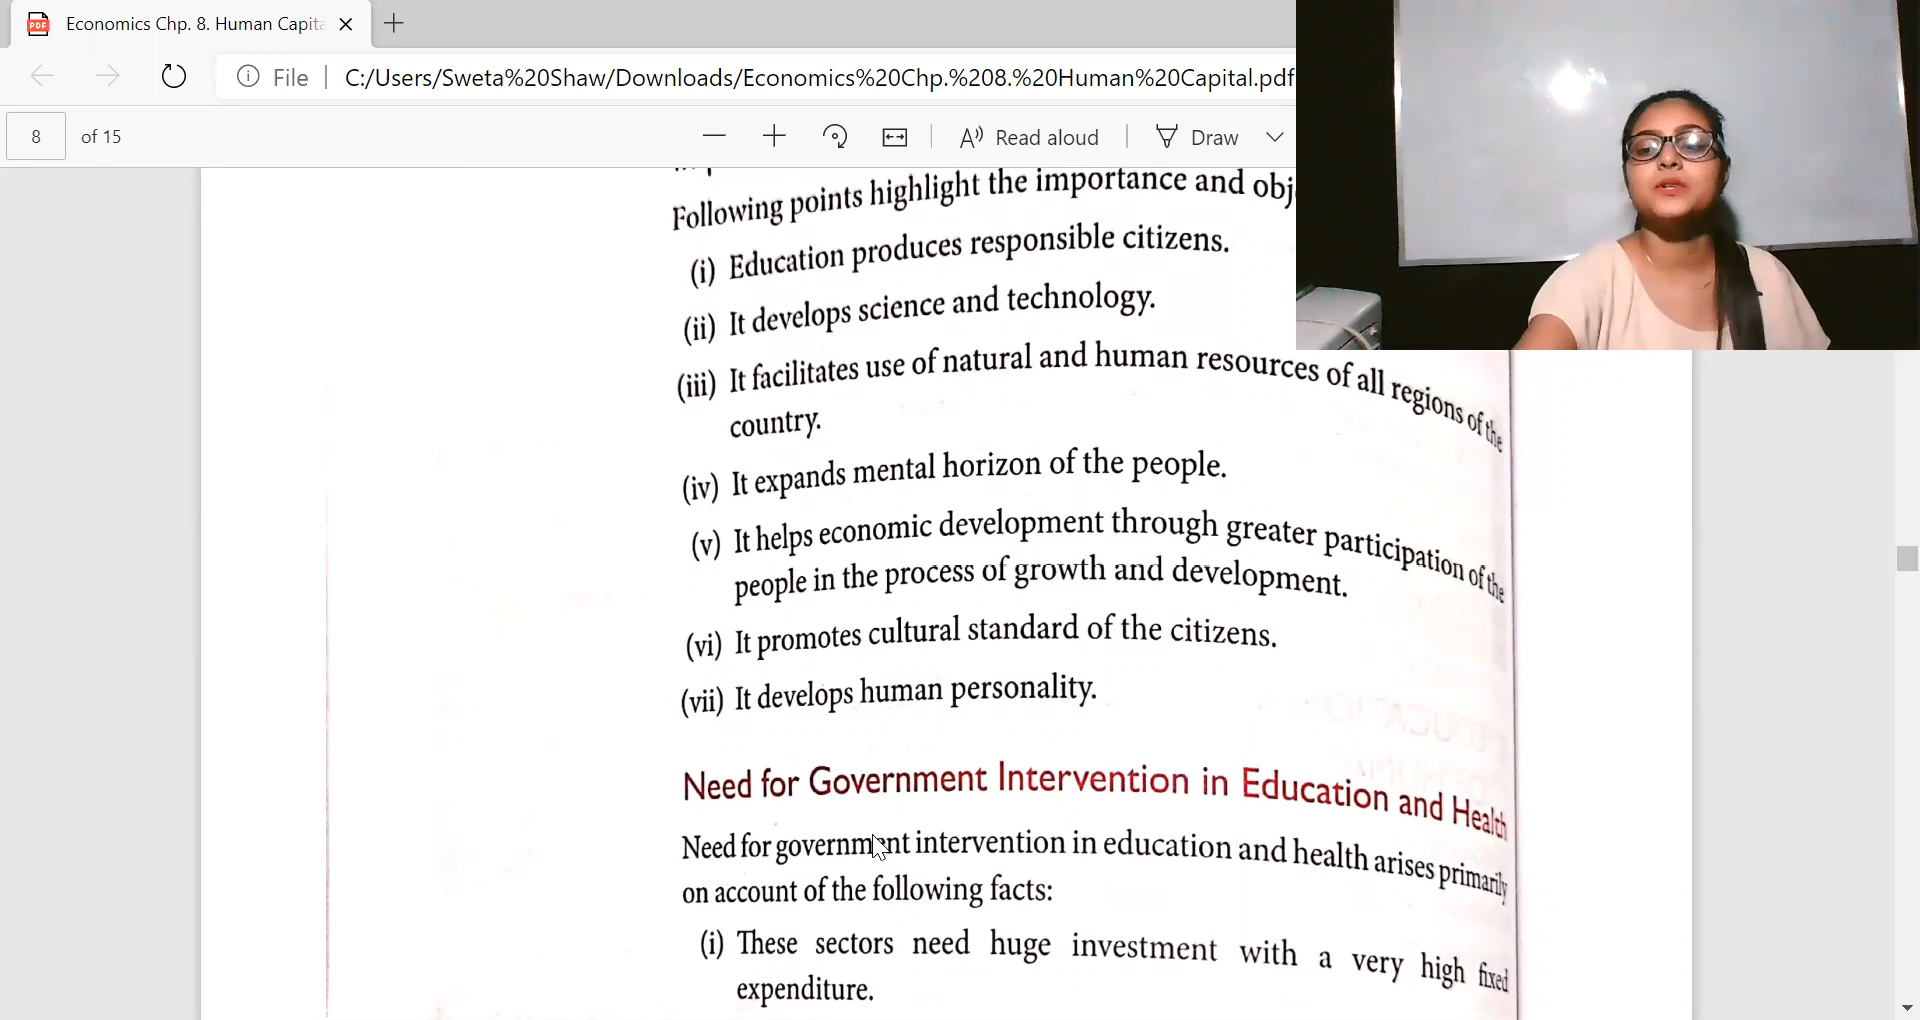 Economics Chp. 8. Human Capita
File
C:/Users/Sweta%20Shaw/Downloads/Economics%20Chp.%208.%20Human%20Capital.pdf
8 of 15
Read aloud
Draw
Following points highlight the importance and obj
(i) Education produces responsible citizens.
(ii) It develops science and technology.
(iii) It facilitates use of natural and human resources of all regions of the
country.
(iv) It expands mental horizon of the people.
(v) It helps economic development through greater participation of the
people in the process of growth and development.
(vi) It promotes cultural standard of the citizens.
(vii) It develops human personality.
Need for Government Intervention in Education and Health
Need for government intervention in education and health arises primarily
on account of the following facts:
(i) These sectors need huge investment with a very high fixed
expenditure.